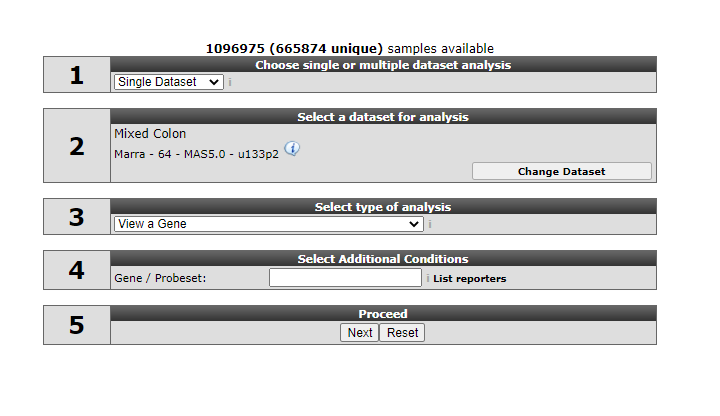 1096975 (665874 unique) samples available
1
Choose single or multiple dataset analysis
Single Dataset
i
2
Select a dataset for analysis
Mixed Colon
Marra - 64 - MAS5.0 - u133p2
i
Change Dataset
3
Select type of analysis
View a Gene
i
4
Select Additional Conditions
Gene / Probeset:
i List reporters
5
Proceed
Next Reset